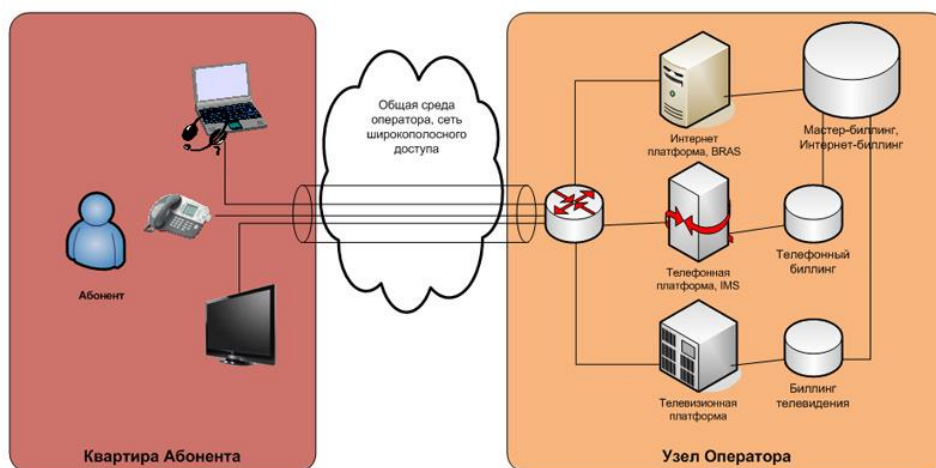 Общая среда
оператора, сеть
широкополосного
доступа
Абонент
Квартира Абонента
Интернет
платформа, BRAS
Мастер-биллинг,
Интернет-биллинг
Телефонная
платформа, IMS
Телефонный
биллинг
Телевизионная
платформа
Биллинг
телевидения
Узел Оператора